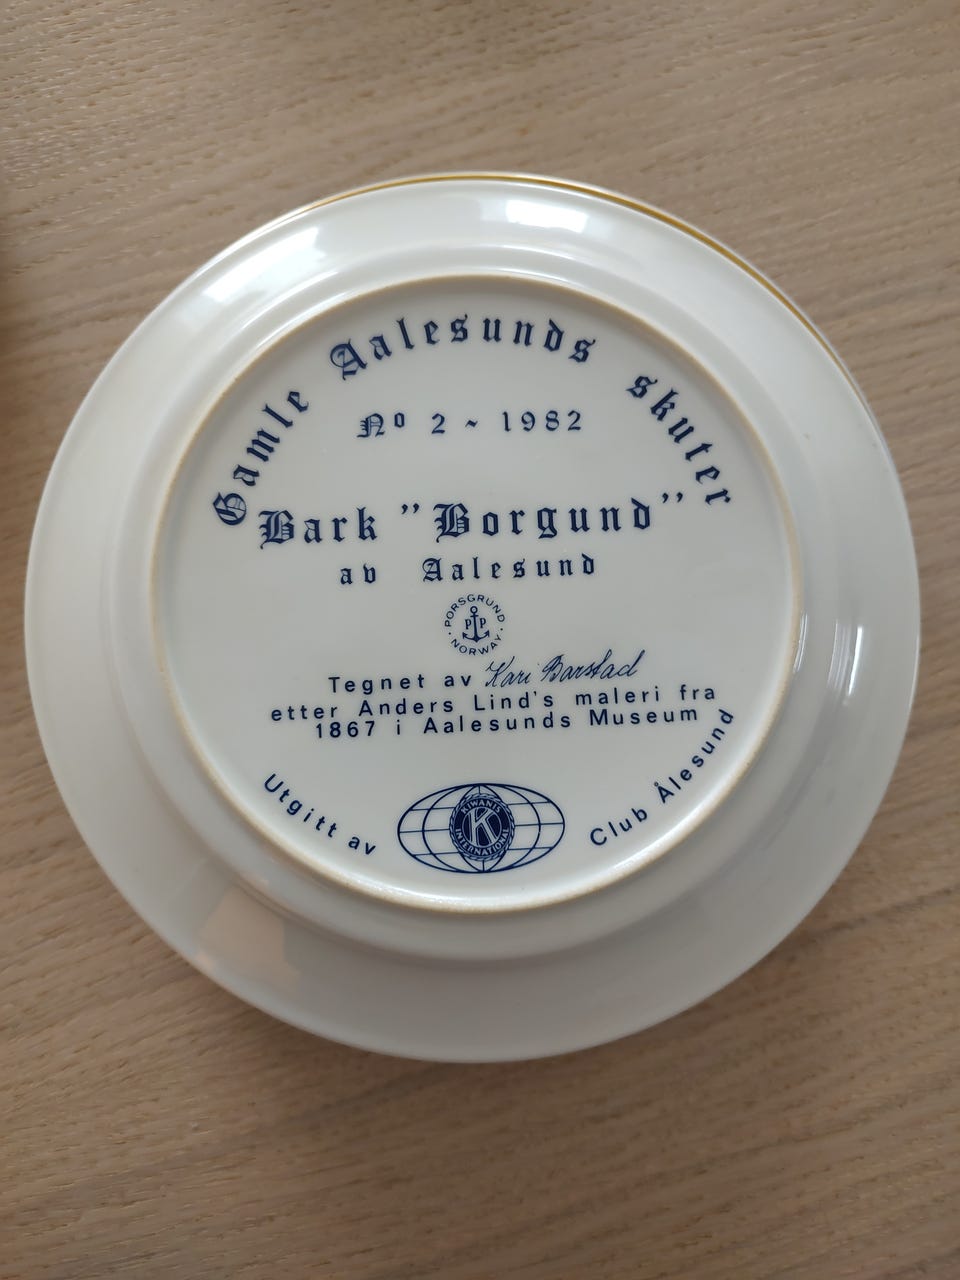 Gamle Aalesunds skuter
Nº 2 ~ 1982
Bark "Borgund"
av Aalesund
PORSGRUND
PP
NORWAY
Tegnet av Kari Barstad
etter Anders Lind's maleri fra
1867 i Aalesunds Museum
Utgitt av
KIWANIS
K
INTERNATIONAL
Club Ålesund